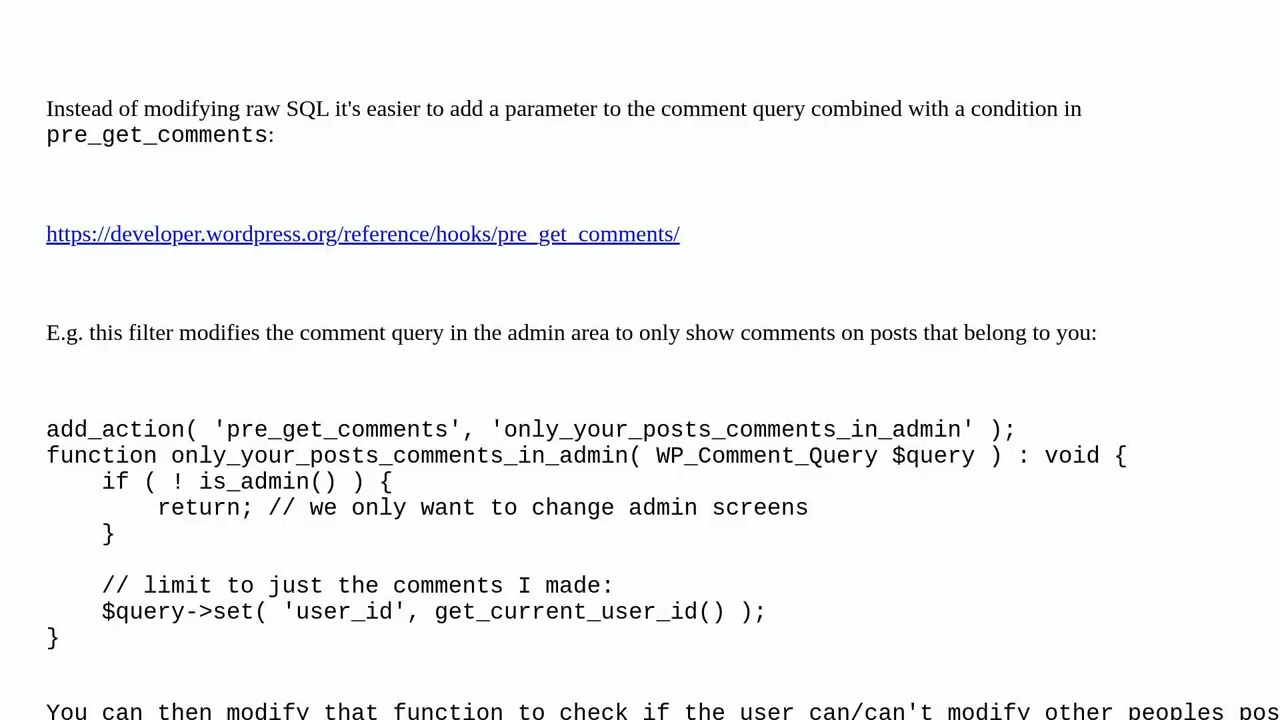 Instead of modifying raw SQL it's easier to add a parameter to the comment query combined with a condition in
pre_get_comments:
https://developer.wordpress.org/reference/hooks/pre_get_comments/
E.g. this filter modifies the comment query in the admin area to only show comments on posts that belong to you:
add_action( 'pre_get_comments', 'only_your_posts_comments_in_admin' );
function only_your_posts_comments_in_admin( WP_Comment_Query $query ) : void {
    if ( ! is_admin() ) {
        return; // we only want to change admin screens
    }
    // limit to just the comments I made:
    $query->set( 'user_id', get_current_user_id() );
}
You can then modify that function to check if the user can/can't modify other peoples pos